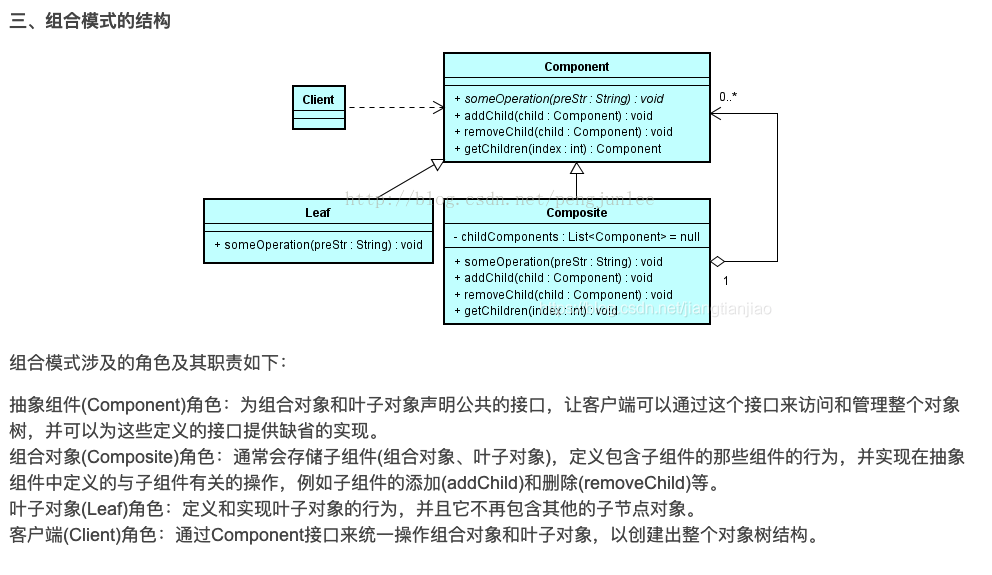 三、组合模式的结构
Component
Client
0..*
+ someOperation(preStr : String) : void
+ addChild(child : Component) : void
+ removeChild(child : Component) : void
+ getChildren(index : int) : Component
http://blog.csdn.net/pengjunlee
Leaf
+ someOperation(preStr : String) : void
Composite
- childComponents : List<Component> = null
+ someOperation(preStr : String) : void
+ addChild(child : Component) : void
+ removeChild(child : Component) : void
+ getChildren(index : int) : void
1
csdn.net/jiangtianjiao
组合模式涉及的角色及其职责如下：
抽象组件(Component)角色：为组合对象和叶子对象声明公共的接口，让客户端可以通过这个接口来访问和管理整个对象
树，并可以为这些定义的接口提供缺省的实现。
组合对象(Composite)角色：通常会存储子组件(组合对象、叶子对象)，定义包含子组件的那些组件的行为，并实现在抽象
组件中定义的与子组件有关的操作，例如子组件的添加(addChild)和删除(removeChild)等。
叶子对象(Leaf)角色：定义和实现叶子对象的行为，并且它不再包含其他的子节点对象。
客户端(Client)角色：通过Component接口来统一操作组合对象和叶子对象，以创建出整个对象树结构。